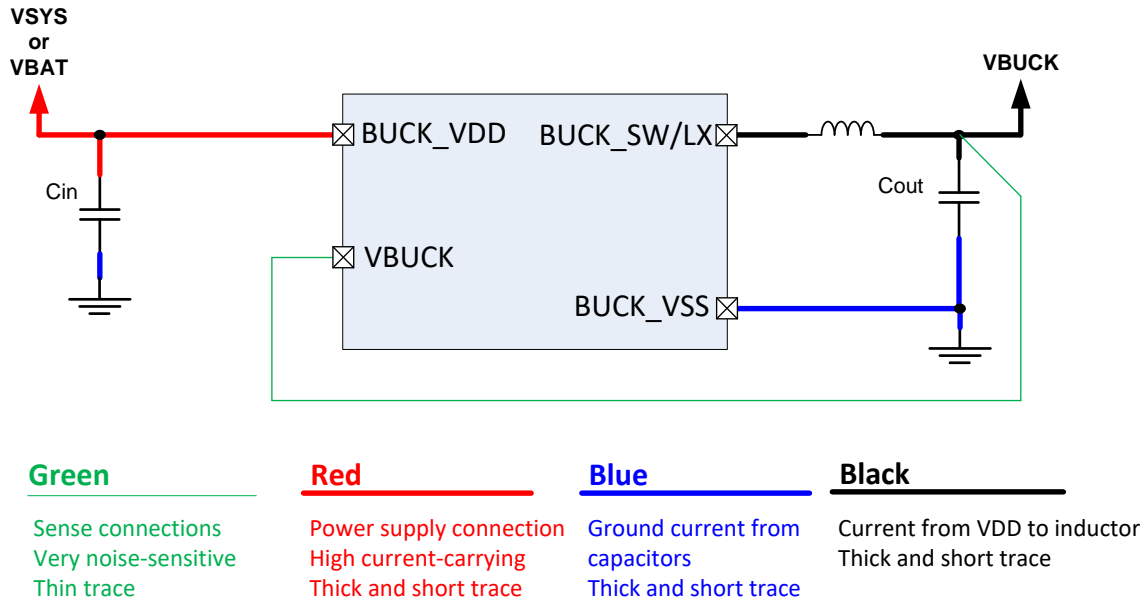 VSYS
or
VBAT
VBUCK
BUCK_VDD
BUCK_SW/LX
Cin
Cout
VBUCK
BUCK_VSS
Green
Sense connections
Very noise-sensitive
Thin trace
Red
Power supply connection
High current-carrying
Thick and short trace
Blue
Ground current from
capacitors
Thick and short trace
Black
Current from VDD to inductor
Thick and short trace